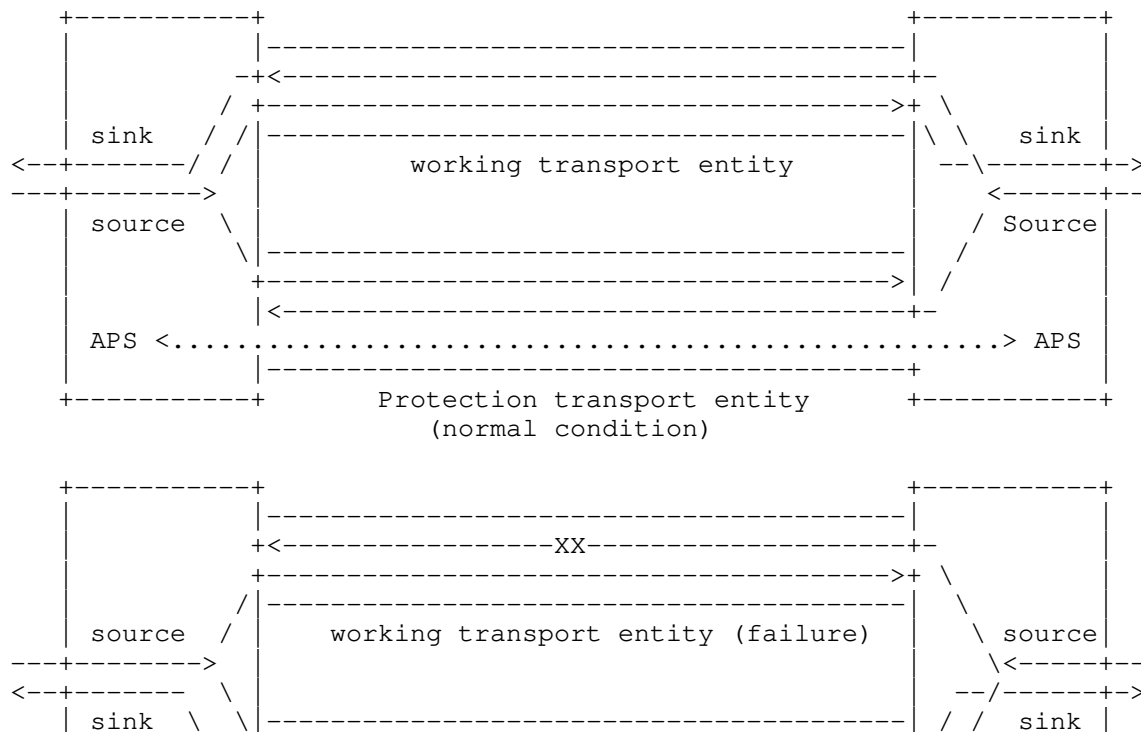 sink sink
working transport entity
source Source
APS APS
Protection transport entity
(normal condition)
XX
source working transport entity (failure) source
sink sink